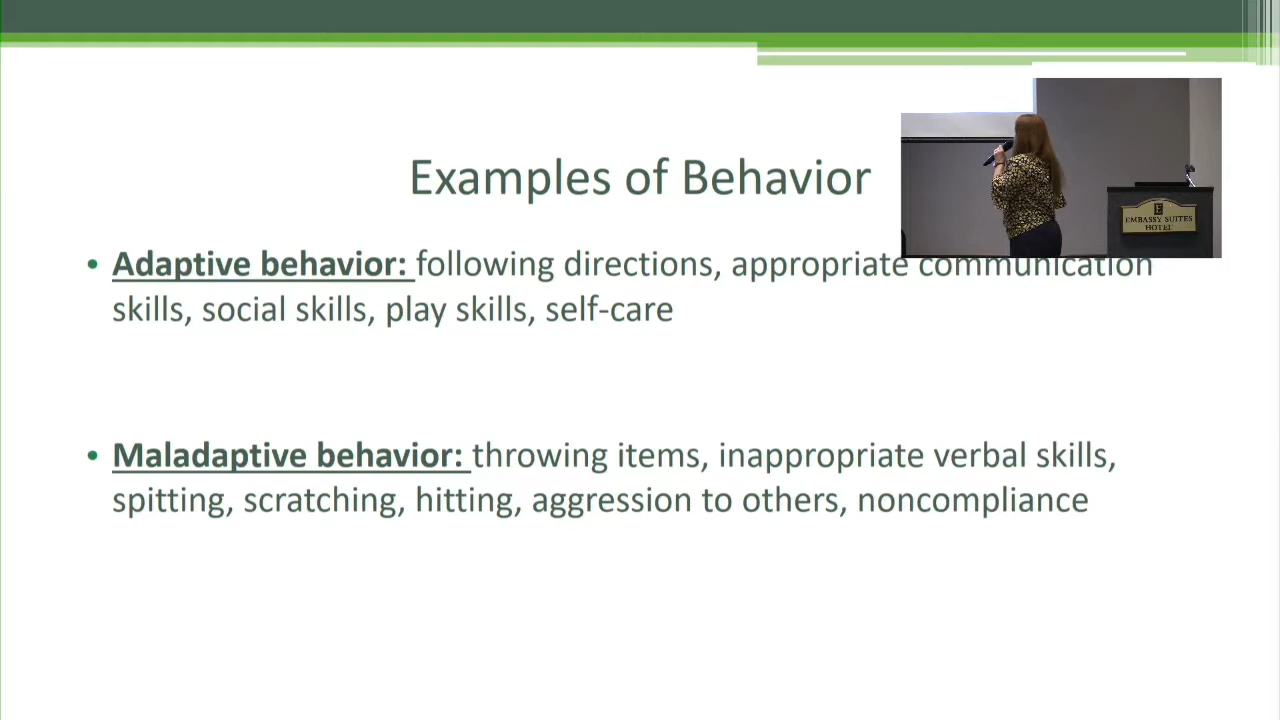 Examples of Behavior
• Adaptive behavior: following directions, appropriate communication
skills, social skills, play skills, self-care
• Maladaptive behavior: throwing items, inappropriate verbal skills,
spitting, scratching, hitting, aggression to others, noncompliance
E
EMBASSY SUITES
HOTEL